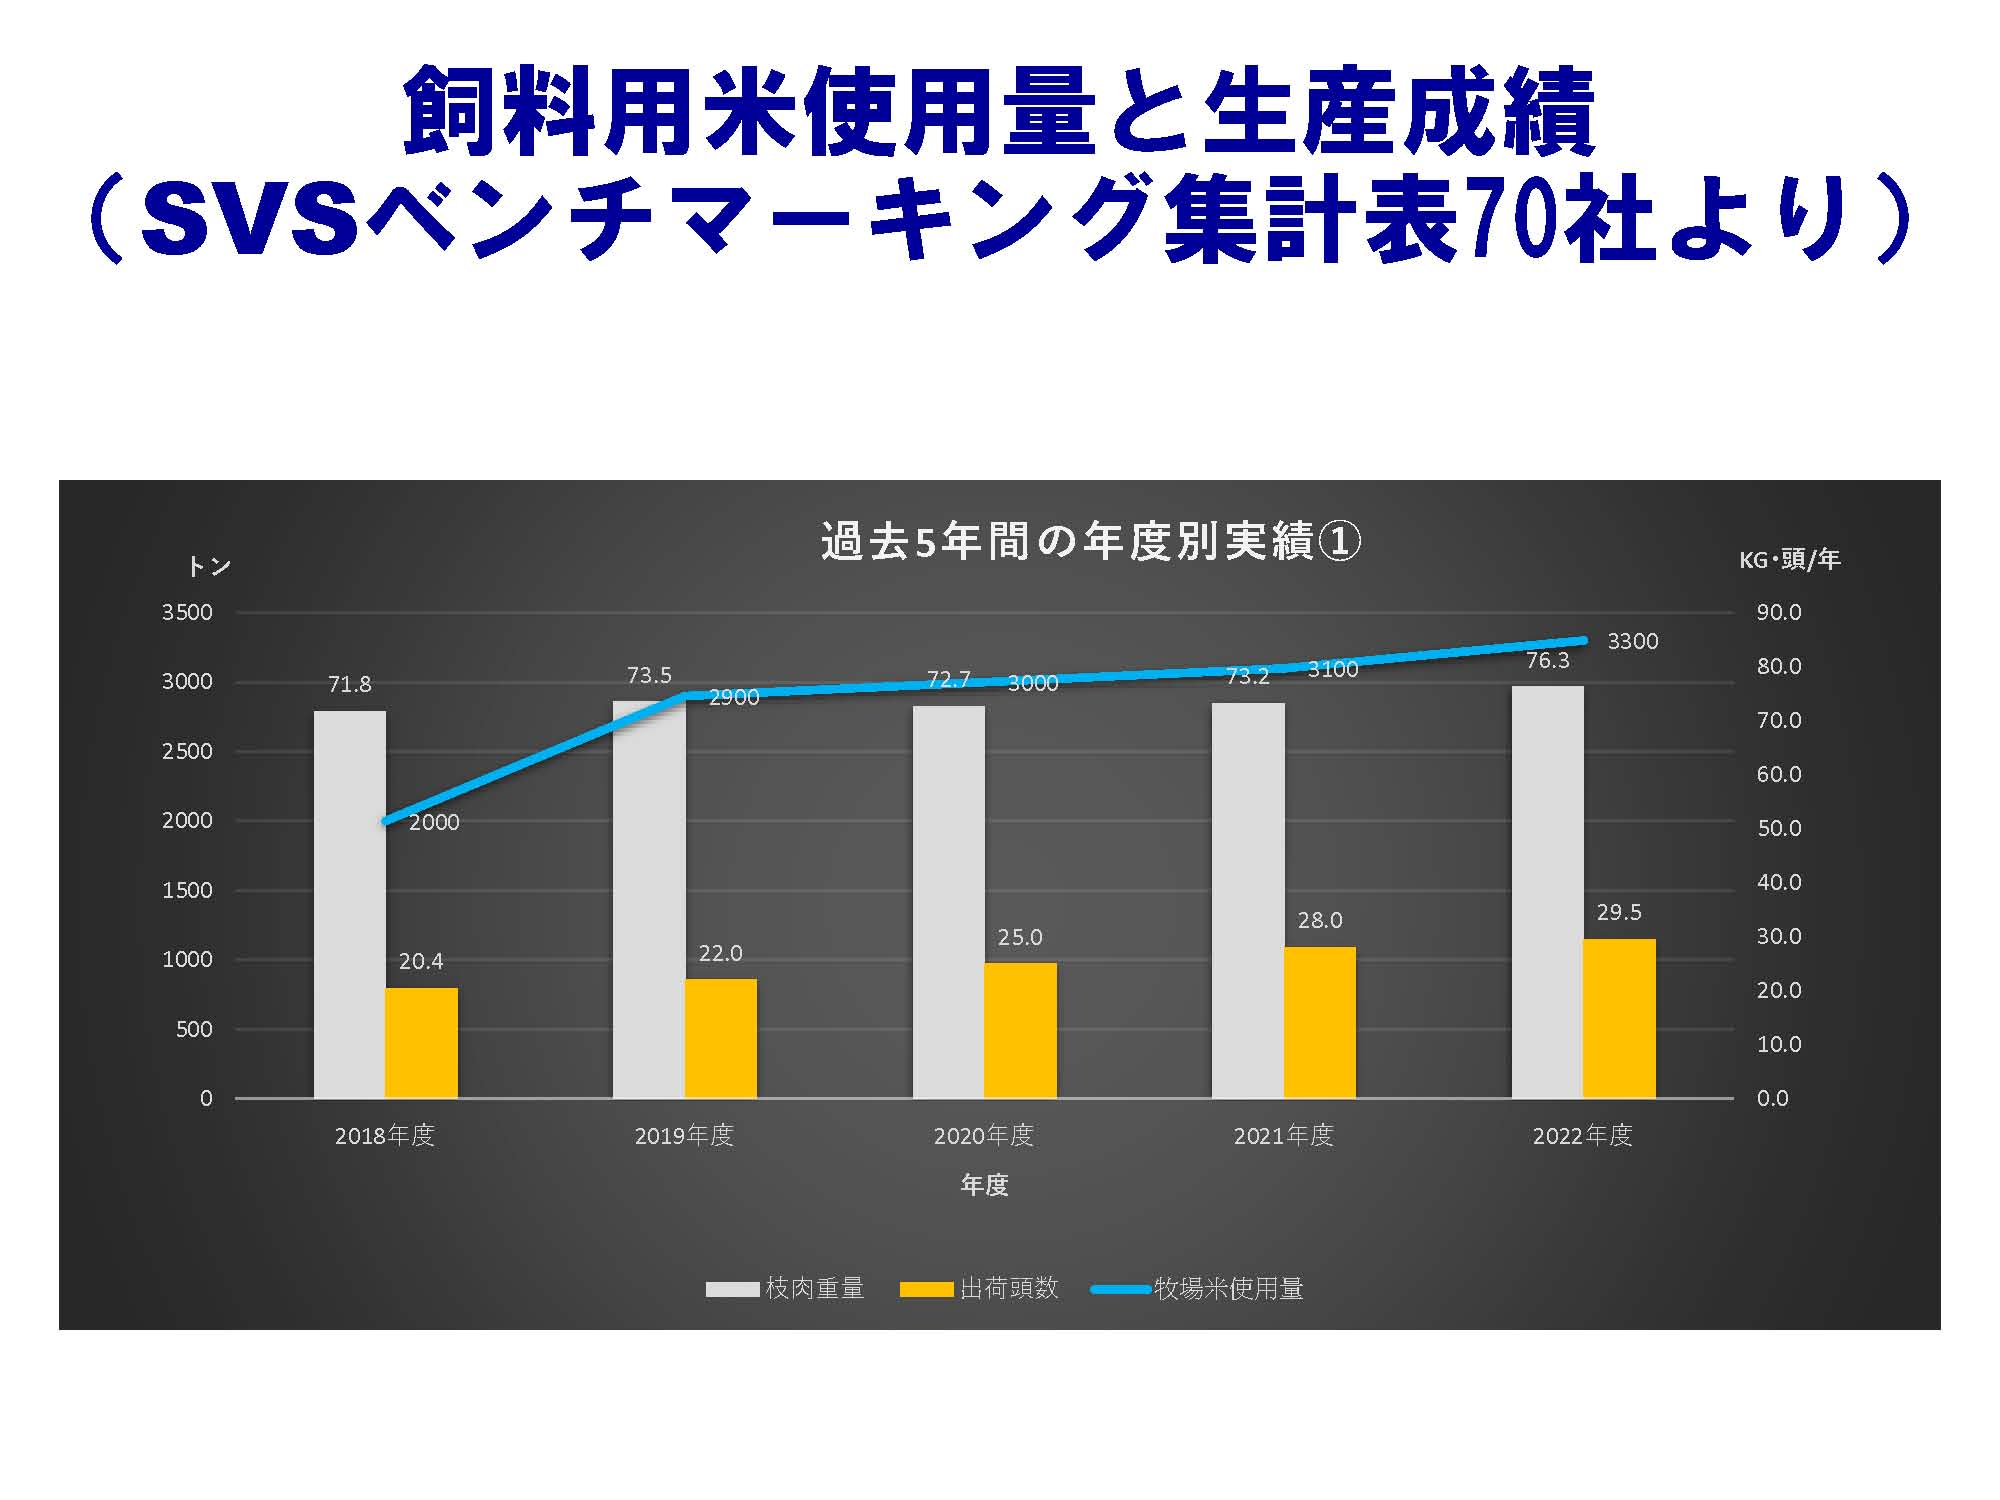 飼料用米使用量と生産成績
（SVSベンチマーキング集計表70社より）
過去5年間の年度別実績①
トン
KG･頭/年
3500
3000
2500
2000
1500
1000
500
0
90.0
80.0
70.0
60.0
50.0
40.0
30.0
20.0
10.0
0.0
71.8
73.5
72.7
73.2
76.3
2000
2900
3000
3100
3300
20.4
22.0
25.0
28.0
29.5
2018年度
2019年度
2020年度
2021年度
2022年度
年度
枝肉重量
出荷頭数
牧場米使用量